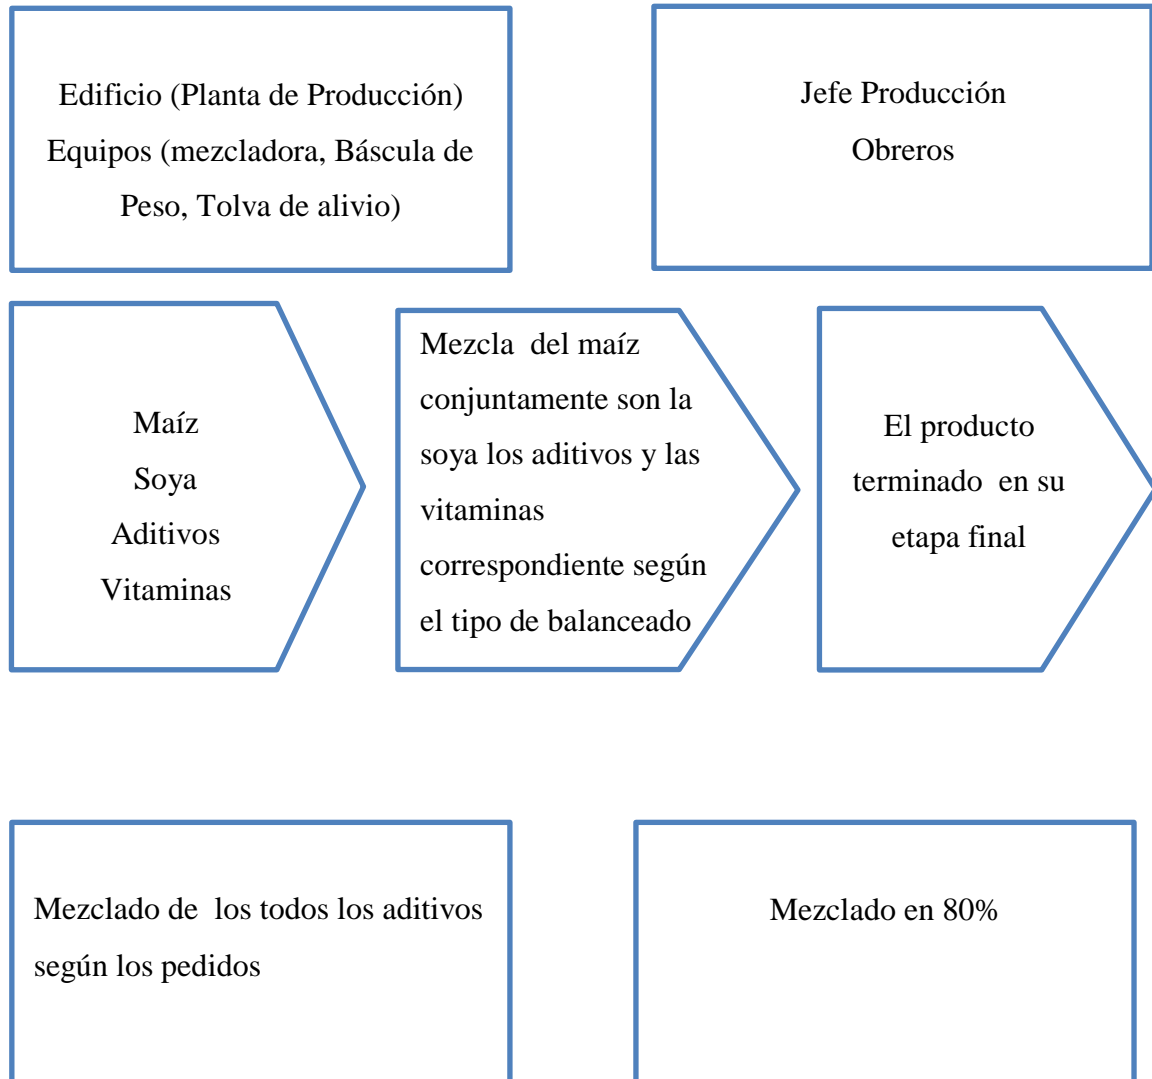 Edificio (Planta de Producción)
Equipos (mezcladora, Báscula de
Peso, Tolva de alivio)
Jefe Producción
Obreros
Maíz
Soya
Aditivos
Vitaminas
Mezcla  del maíz
conjuntamente son la
soya los aditivos y las
vitaminas
correspondiente según
el tipo de balanceado
El producto
terminado  en su
etapa final
Mezclado de  los todos los aditivos
según los pedidos
Mezclado en 80%